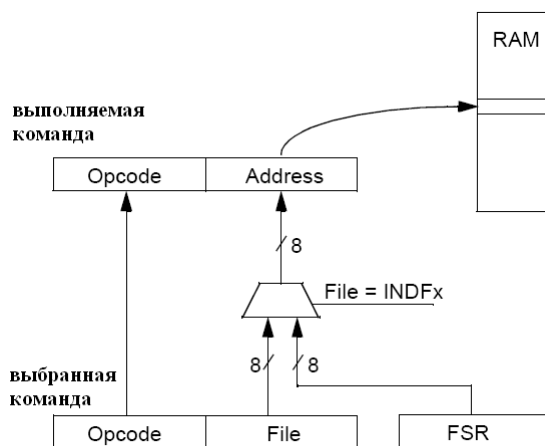 RAM
выполняемая
команда
Opcode Address
8
File = INDFx
8 8
выбранная
команда
Opcode File FSR